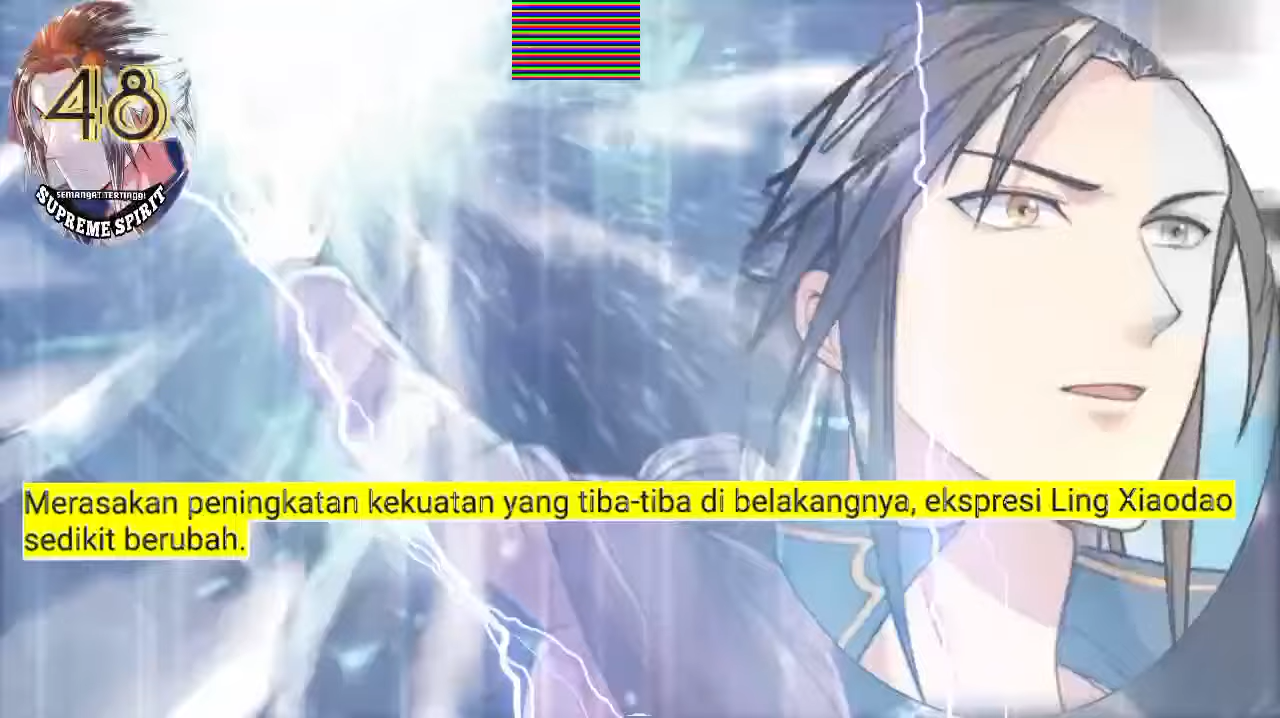 48
SEMANGAT TERTINGGI
SUPREME SPIRIT
Merasakan peningkatan kekuatan yang tiba-tiba di belakangnya, ekspresi Ling Xiaodao
sedikit berubah.